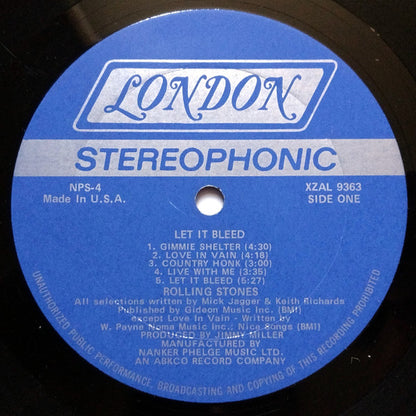 LONDON
STEREOPHONIC
NPS-4
Made in U.S.A.
XZAL 9363
SIDE ONE
LET IT BLEED
1. GIMMIE SHELTER (4:30)
2. LOVE IN VAIN (4:18)
3. COUNTRY HONK (3:00)
4. LIVE WITH ME (3:35)
5. LET IT BLEED (5:27)
ROLLING STONES
All selections written by Mick Jagger & Keith Richards
Published by Gideon Music Inc. (BMI)
except Love In Vain - Written by
W. Payne Noma Music Inc.; Nice Songs (BMI)
PRODUCED BY JIMMY MILLER
MANUFACTURED BY
NANKER PHELGE MUSIC LTD.
AN ABKCO RECORD COMPANY
UNAUTHORIZED PUBLIC PERFORMANCE, BROADCASTING AND COPYING OF THIS RECORDING PROHIBITED